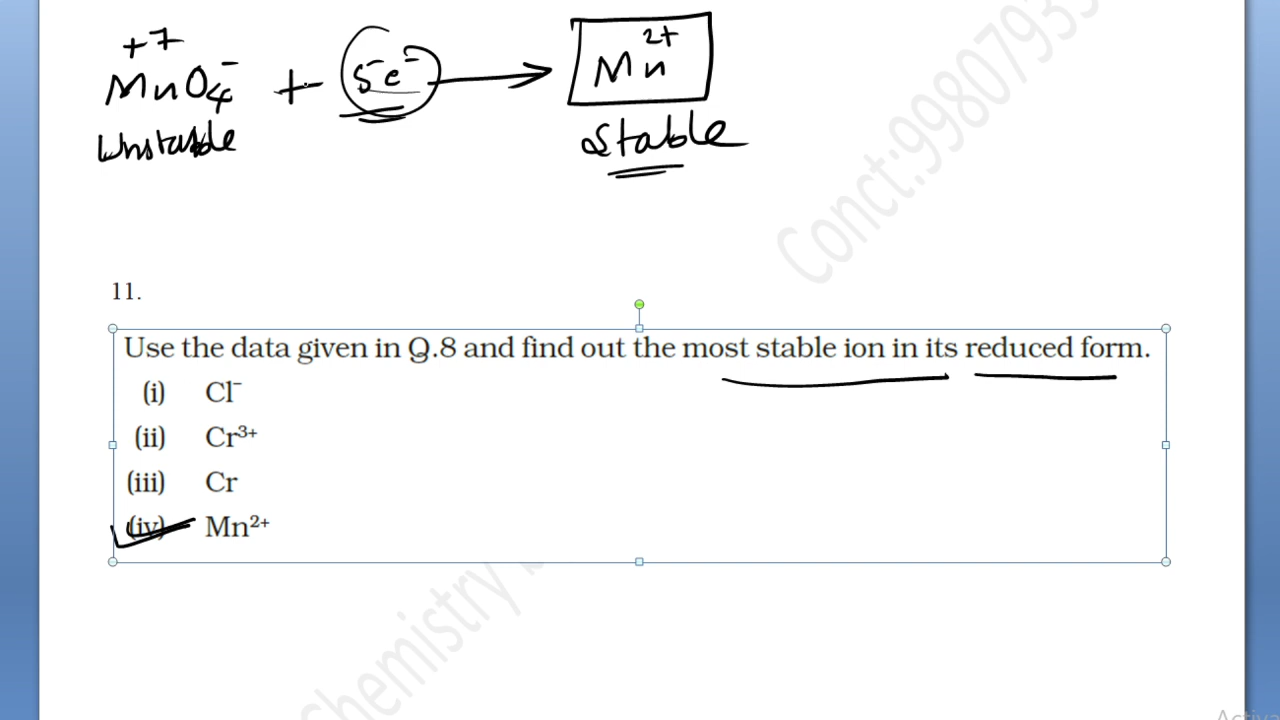 +7
MnO₄⁻ + 5e⁻ → Mn²⁺
Unstable Stable
Conct:9980793
11.
Use the data given in Q.8 and find out the most stable ion in its reduced form.
(i) Cl⁻
(ii) Cr³⁺
(iii) Cr
(iv) Mn²⁺
Chemistry